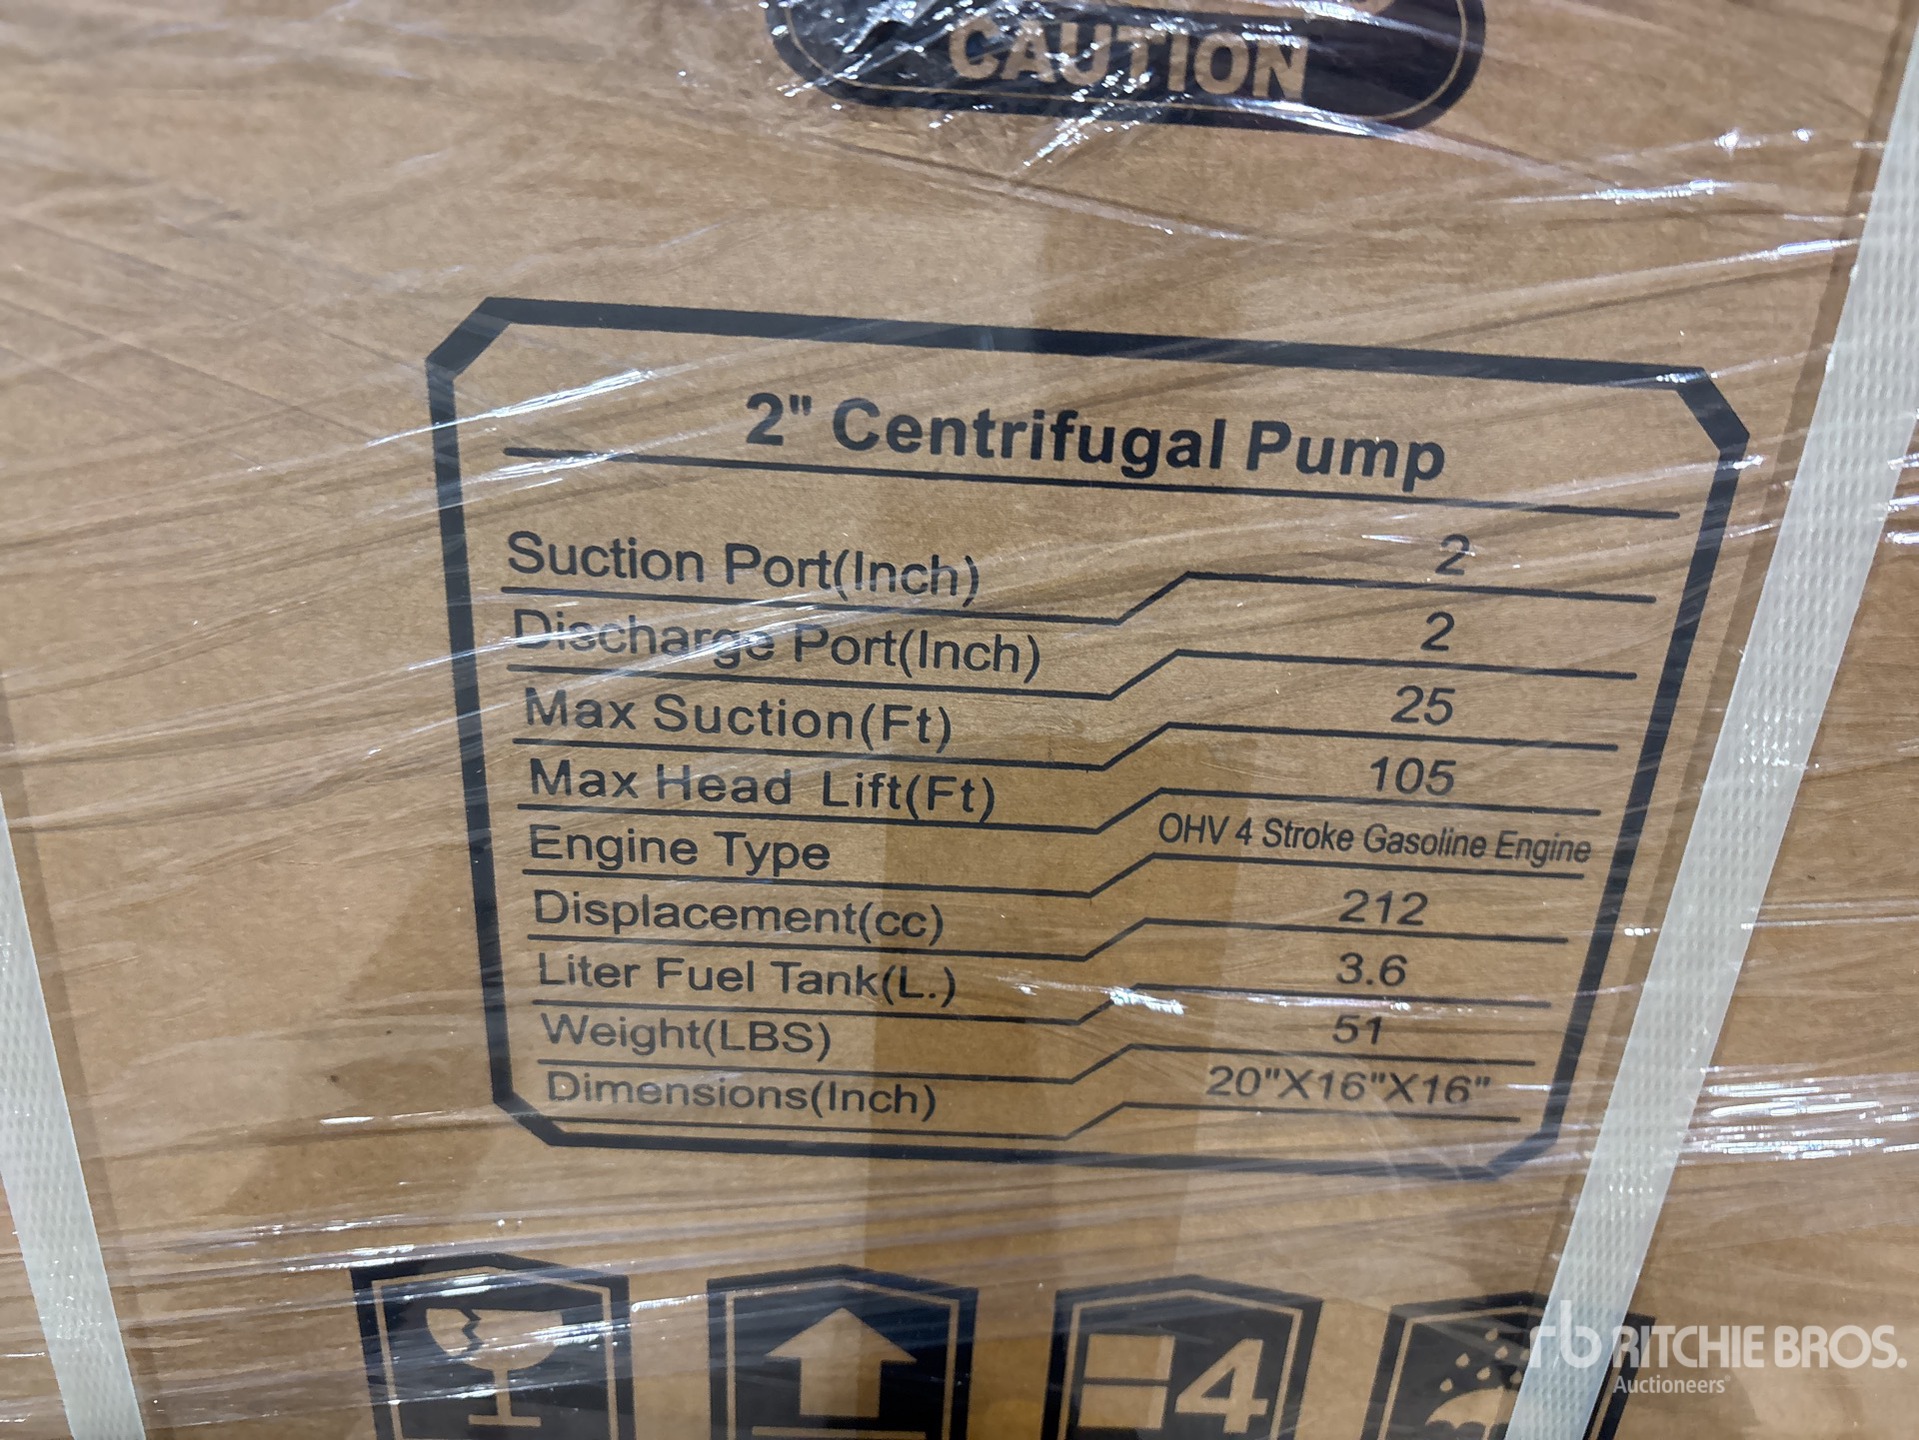 CAUTION
2" Centrifugal Pump
Suction Port(Inch) 2
Discharge Port(Inch) 2
Max Suction(Ft) 25
Max Head Lift(Ft) 105
Engine Type OHV 4 Stroke Gasoline Engine
Displacement(cc) 212
Liter Fuel Tank(L.) 3.6
Weight(LBS) 51
Dimensions(Inch) 20"X16"X16"
4
rb RITCHIE BROS.
Auctioneers